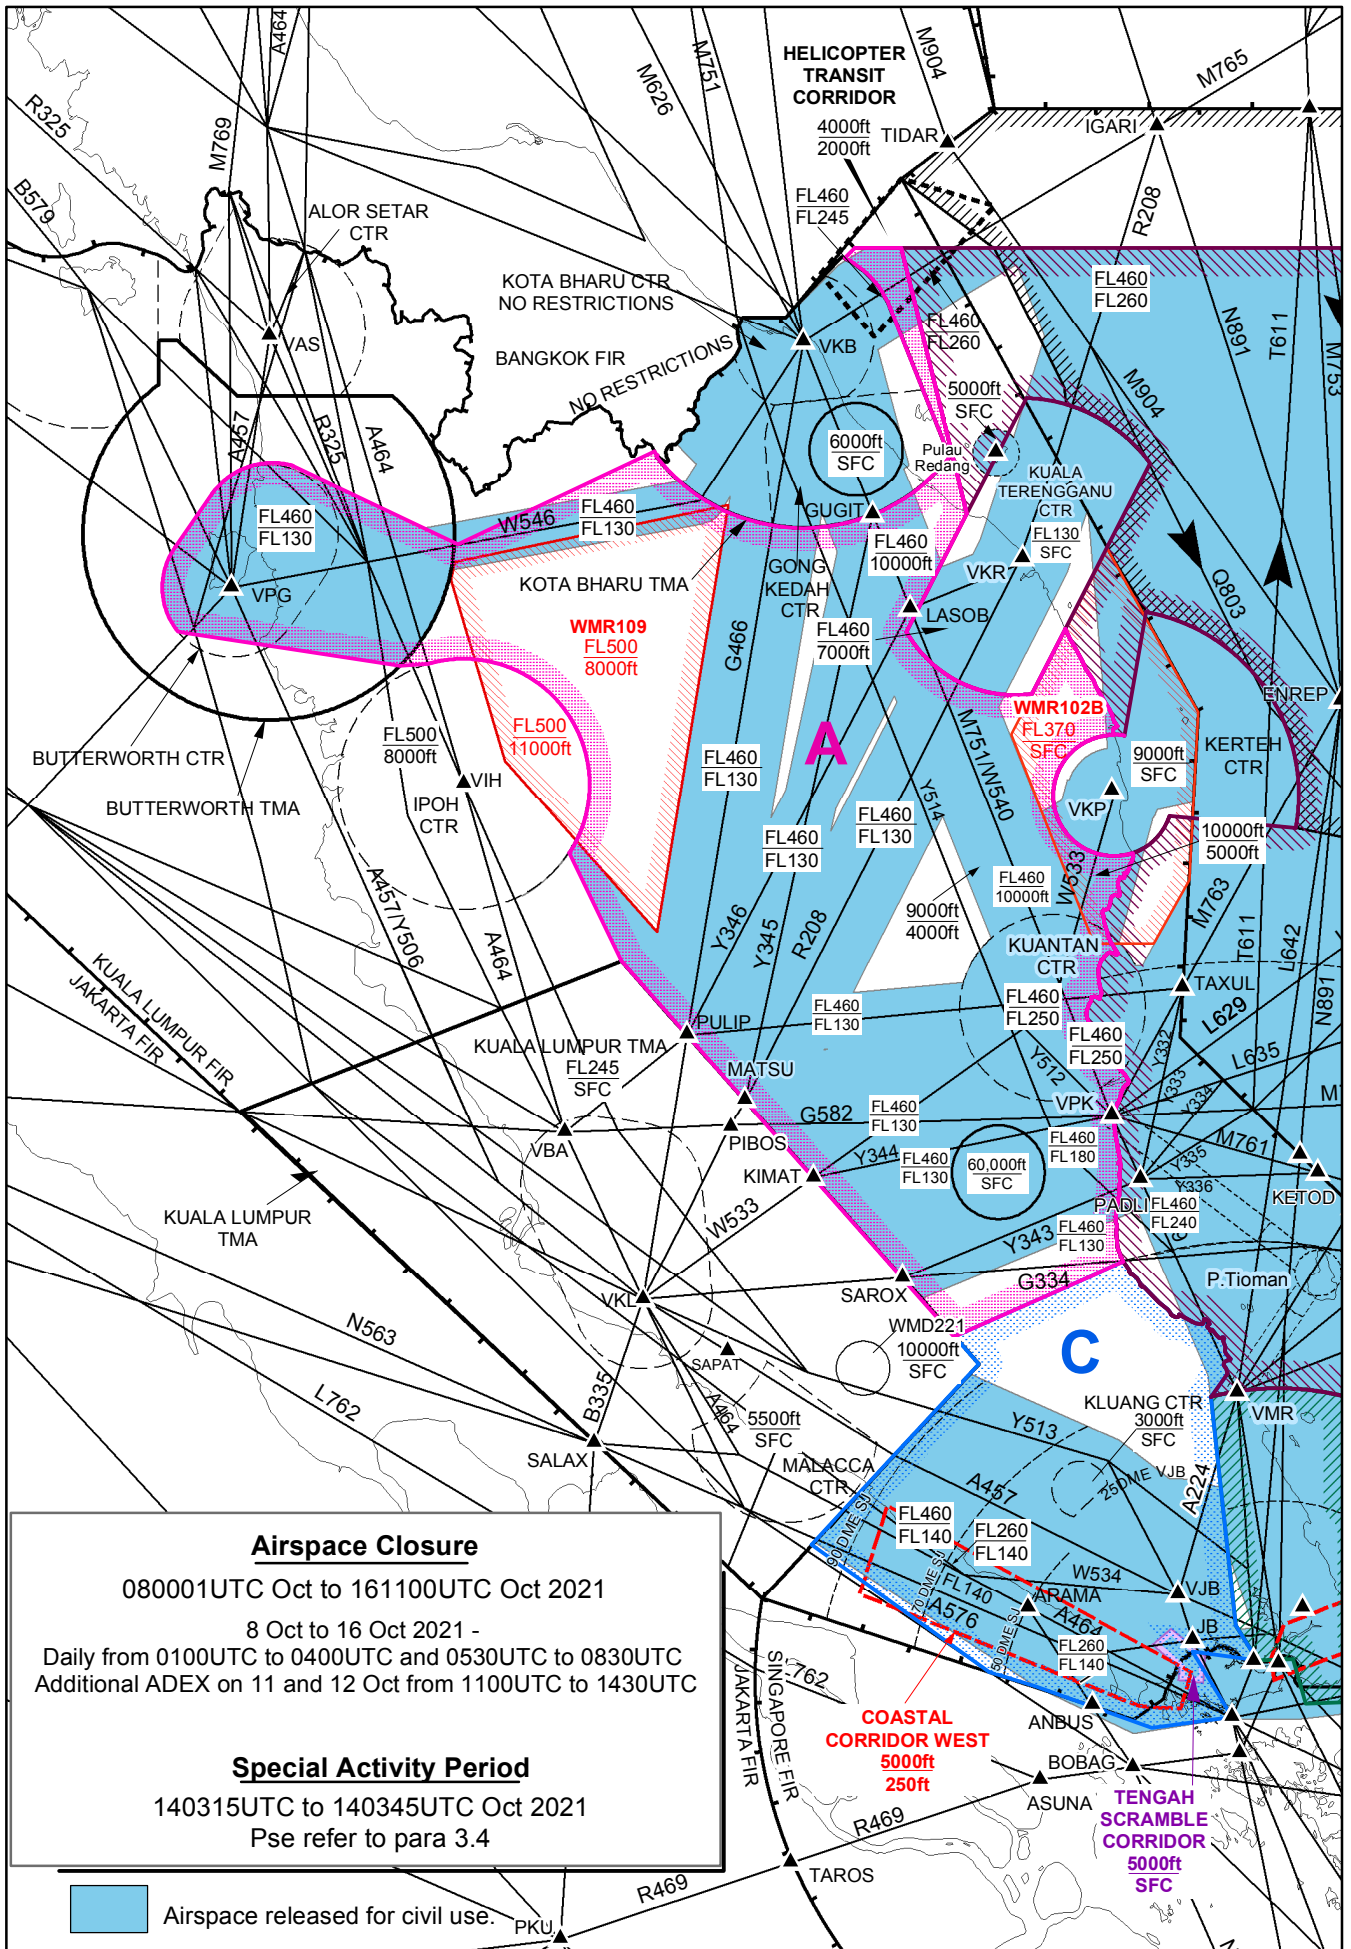 A464
M769
R325
B579
M626
M751
HELICOPTER
TRANSIT
CORRIDOR
4000ft
2000ft
M904
TIDAR
IGARI
M765
R208
FL460
FL245
ALOR SETAR
CTR
VAS
KOTA BHARU CTR
NO RESTRICTIONS
BANGKOK FIR
NO RESTRICTIONS
VKB
FL460
FL260
FL460
FL260
N891
T611
M753
M904
A457
R325
A464
5000ft
SFC
Pulau
Redang
6000ft
SFC
KUALA
TERENGGANU
CTR
FL130
SFC
FL460
FL130
W546
FL460
FL130
GUGIT
FL460
10000ft
VKR
VPG
KOTA BHARU TMA
GONG
KEDAH
CTR
LASOB
Q803
WMR109
FL500
8000ft
G466
FL460
7000ft
ENREP
WMR102B
FL370
SFC
FL500
11000ft
FL500
8000ft
A
9000ft
SFC
KERTEH
CTR
BUTTERWORTH CTR
BUTTERWORTH TMA
VIH
IPOH
CTR
FL460
FL130
M751/W540
Y514
VKP
FL460
FL130
FL460
FL130
10000ft
5000ft
W533
FL460
10000ft
M763
A457/Y506
A464
Y346
Y345
R208
9000ft
4000ft
KUANTAN
CTR
T611
L642
N891
KUALA LUMPUR FIR
JAKARTA FIR
TAXUL
FL460
FL250
FL460
FL130
L629
PULIP
KUALA LUMPUR TMA
FL245
SFC
FL460
FL250
Y332
Y333
Y334
L635
MATSU
Y512
VPK
G582
FL460
FL130
VBA
PIBOS
M761
KIMAT
Y344
FL460
FL130
60,000ft
SFC
FL460
FL180
Y335
Y336
KETOD
PADLI
FL460
FL240
KUALA LUMPUR
TMA
W533
Y343
FL460
FL130
G334
P.Tioman
SAROX
VKL
N563
WMD221
10000ft
SFC
C
SAPAT
L762
B335
A464
5500ft
SFC
KLUANG CTR
3000ft
SFC
VMR
SALAX
MALACCA
CTR
Y513
A457
25DME VJB
A224
90 DME SJ
FL460
FL140
FL260
FL140
70 DME SJ
FL140
W534
ARAMA
VJB
A576
A464
50 DME SJ
JB
FL260
FL140
Airspace Closure
080001UTC Oct to 161100UTC Oct 2021
8 Oct to 16 Oct 2021 -
Daily from 0100UTC to 0400UTC and 0530UTC to 0830UTC
Additional ADEX on 11 and 12 Oct from 1100UTC to 1430UTC
Special Activity Period
140315UTC to 140345UTC Oct 2021
Pse refer to para 3.4
SINGAPORE FIR
JAKARTA FIR
COASTAL
CORRIDOR WEST
5000ft
250ft
ANBUS
BOBAG
ASUNA
TENGAH
SCRAMBLE
CORRIDOR
5000ft
SFC
R469
TAROS
R469
PKU
Airspace released for civil use.